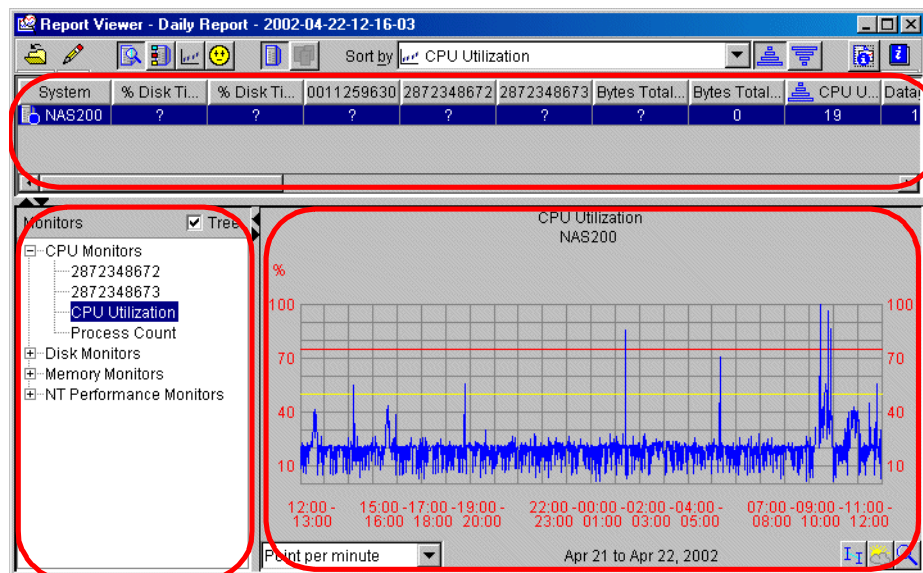 Report Viewer - Daily Report - 2002-04-22-12-16-03
Sort by CPU Utilization
System % Disk Ti... % Disk Ti... 0011259630 2872348672 2872348673 Bytes Total... Bytes Total... CPU U... Data
NAS200 ? ? ? ? ? ? 0 19 1
Monitors Tree
CPU Monitors
2872348672
2872348673
CPU Utilization
Process Count
Disk Monitors
Memory Monitors
NT Performance Monitors
CPU Utilization
NAS200
%
100 100
70 70
40 40
10 10
12:00 - 15:00 -17:00 -19:00 - 22:00-00:00 -02:00 -04:00 - 07:00 -09:00 -11:00 -
13:00 16:00 18:00 20:00 23:00 01:00 03:00 05:00 08:00 10:00 12:00
Point per minute Apr 21 to Apr 22, 2002